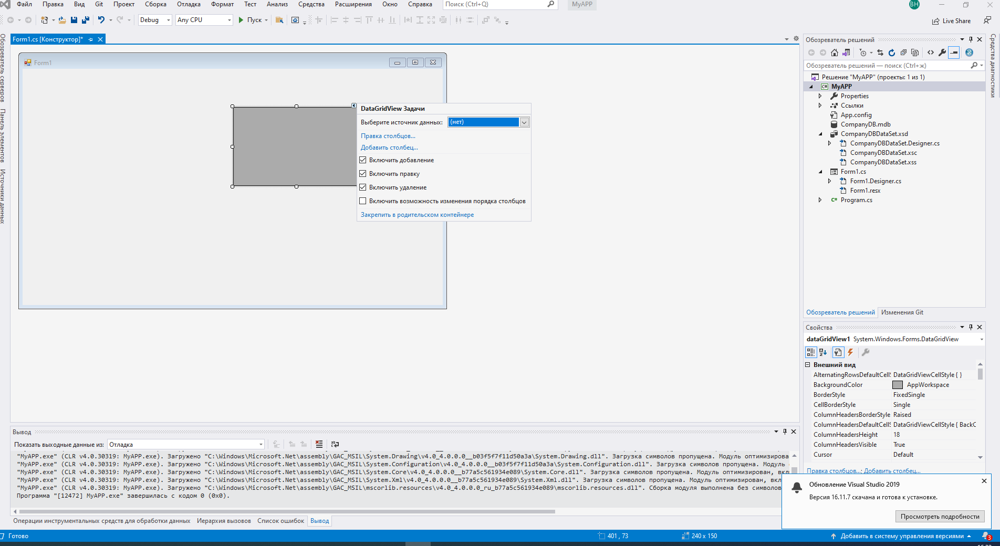 Файл Правка Вид Git Проект Сборка Отладка Формат Тест Анализ Средства Расширения Окно Справка Поиск (Ctrl+Q) MyAPP ВН
Debug Any CPU Пуск Live Share
Form1.cs [Конструктор]*
Обозреватель серверов
Панель элементов
Источники данных
Form1
DataGridView Задачи
Выберите источник данных: (нет)
Правка столбцов...
Добавить столбец...
Включить добавление
Включить правку
Включить удаление
Включить возможность изменения порядка столбцов
Закрепить в родительском контейнере
Обозреватель решений
Обозреватель решений — поиск (Ctrl+ж)
Решение "MyAPP" (проекты: 1 из 1)
MyAPP
Properties
Ссылки
App.config
CompanyDB.mdb
CompanyDBDataSet.xsd
CompanyDBDataSet.Designer.cs
CompanyDBDataSet.xsc
CompanyDBDataSet.xss
Form1.cs
Form1.Designer.cs
Form1.resx
Program.cs
Обозреватель решений Изменения Git
Средства диагностики
Свойства
dataGridView1 System.Windows.Forms.DataGridView
Внешний вид
AlternatingRowsDefaultCellS DataGridViewCellStyle { }
BackgroundColor AppWorkspace
BorderStyle FixedSingle
CellBorderStyle Single
ColumnHeadersBorderStyle Raised
ColumnHeadersDefaultCellS DataGridViewCellStyle { BackC
ColumnHeadersHeight 18
ColumnHeadersVisible True
Cursor Default
Правка столбцов...; Добавить столбец...
Вывод
Показать выходные данные из: Отладка
"MyAPP.exe" (CLR v4.0.30319: MyAPP.exe). Загружено "C:\Windows\Microsoft.Net\assembly\GAC_MSIL\System.Drawing\v4.0_4.0.0.0__b03f5f7f11d50a3a\System.Drawing.dll". Загрузка символов пропущена. Модуль оптимизирова
"MyAPP.exe" (CLR v4.0.30319: MyAPP.exe). Загружено "C:\Windows\Microsoft.Net\assembly\GAC_MSIL\System.Configuration\v4.0_4.0.0.0__b03f5f7f11d50a3a\System.Configuration.dll". Загрузка символов пропущена. Модуль
"MyAPP.exe" (CLR v4.0.30319: MyAPP.exe). Загружено "C:\Windows\Microsoft.Net\assembly\GAC_MSIL\System.Core\v4.0_4.0.0.0__b77a5c561934e089\System.Core.dll". Загрузка символов пропущена. Модуль оптимизирован, вкл
"MyAPP.exe" (CLR v4.0.30319: MyAPP.exe). Загружено "C:\Windows\Microsoft.Net\assembly\GAC_MSIL\System.Xml\v4.0_4.0.0.0__b77a5c561934e089\System.Xml.dll". Загрузка символов пропущена. Модуль оптимизирован, вкл
"MyAPP.exe" (CLR v4.0.30319: MyAPP.exe). Загружено "C:\Windows\Microsoft.Net\assembly\GAC_MSIL\mscorlib.resources\v4.0_4.0.0.0_ru_b77a5c561934e089\mscorlib.resources.dll". Сборка модуля выполнена без символов
Программа "[12472] MyAPP.exe" завершилась с кодом 0 (0x0).
Операции инструментальных средств для обработки данных Иерархия вызовов Список ошибок Вывод
Обновление Visual Studio 2019
Версия 16.11.7 скачана и готова к установке.
Просмотреть подробности
Готово 401 , 73 240 x 150 Добавить в систему управления версиями 3